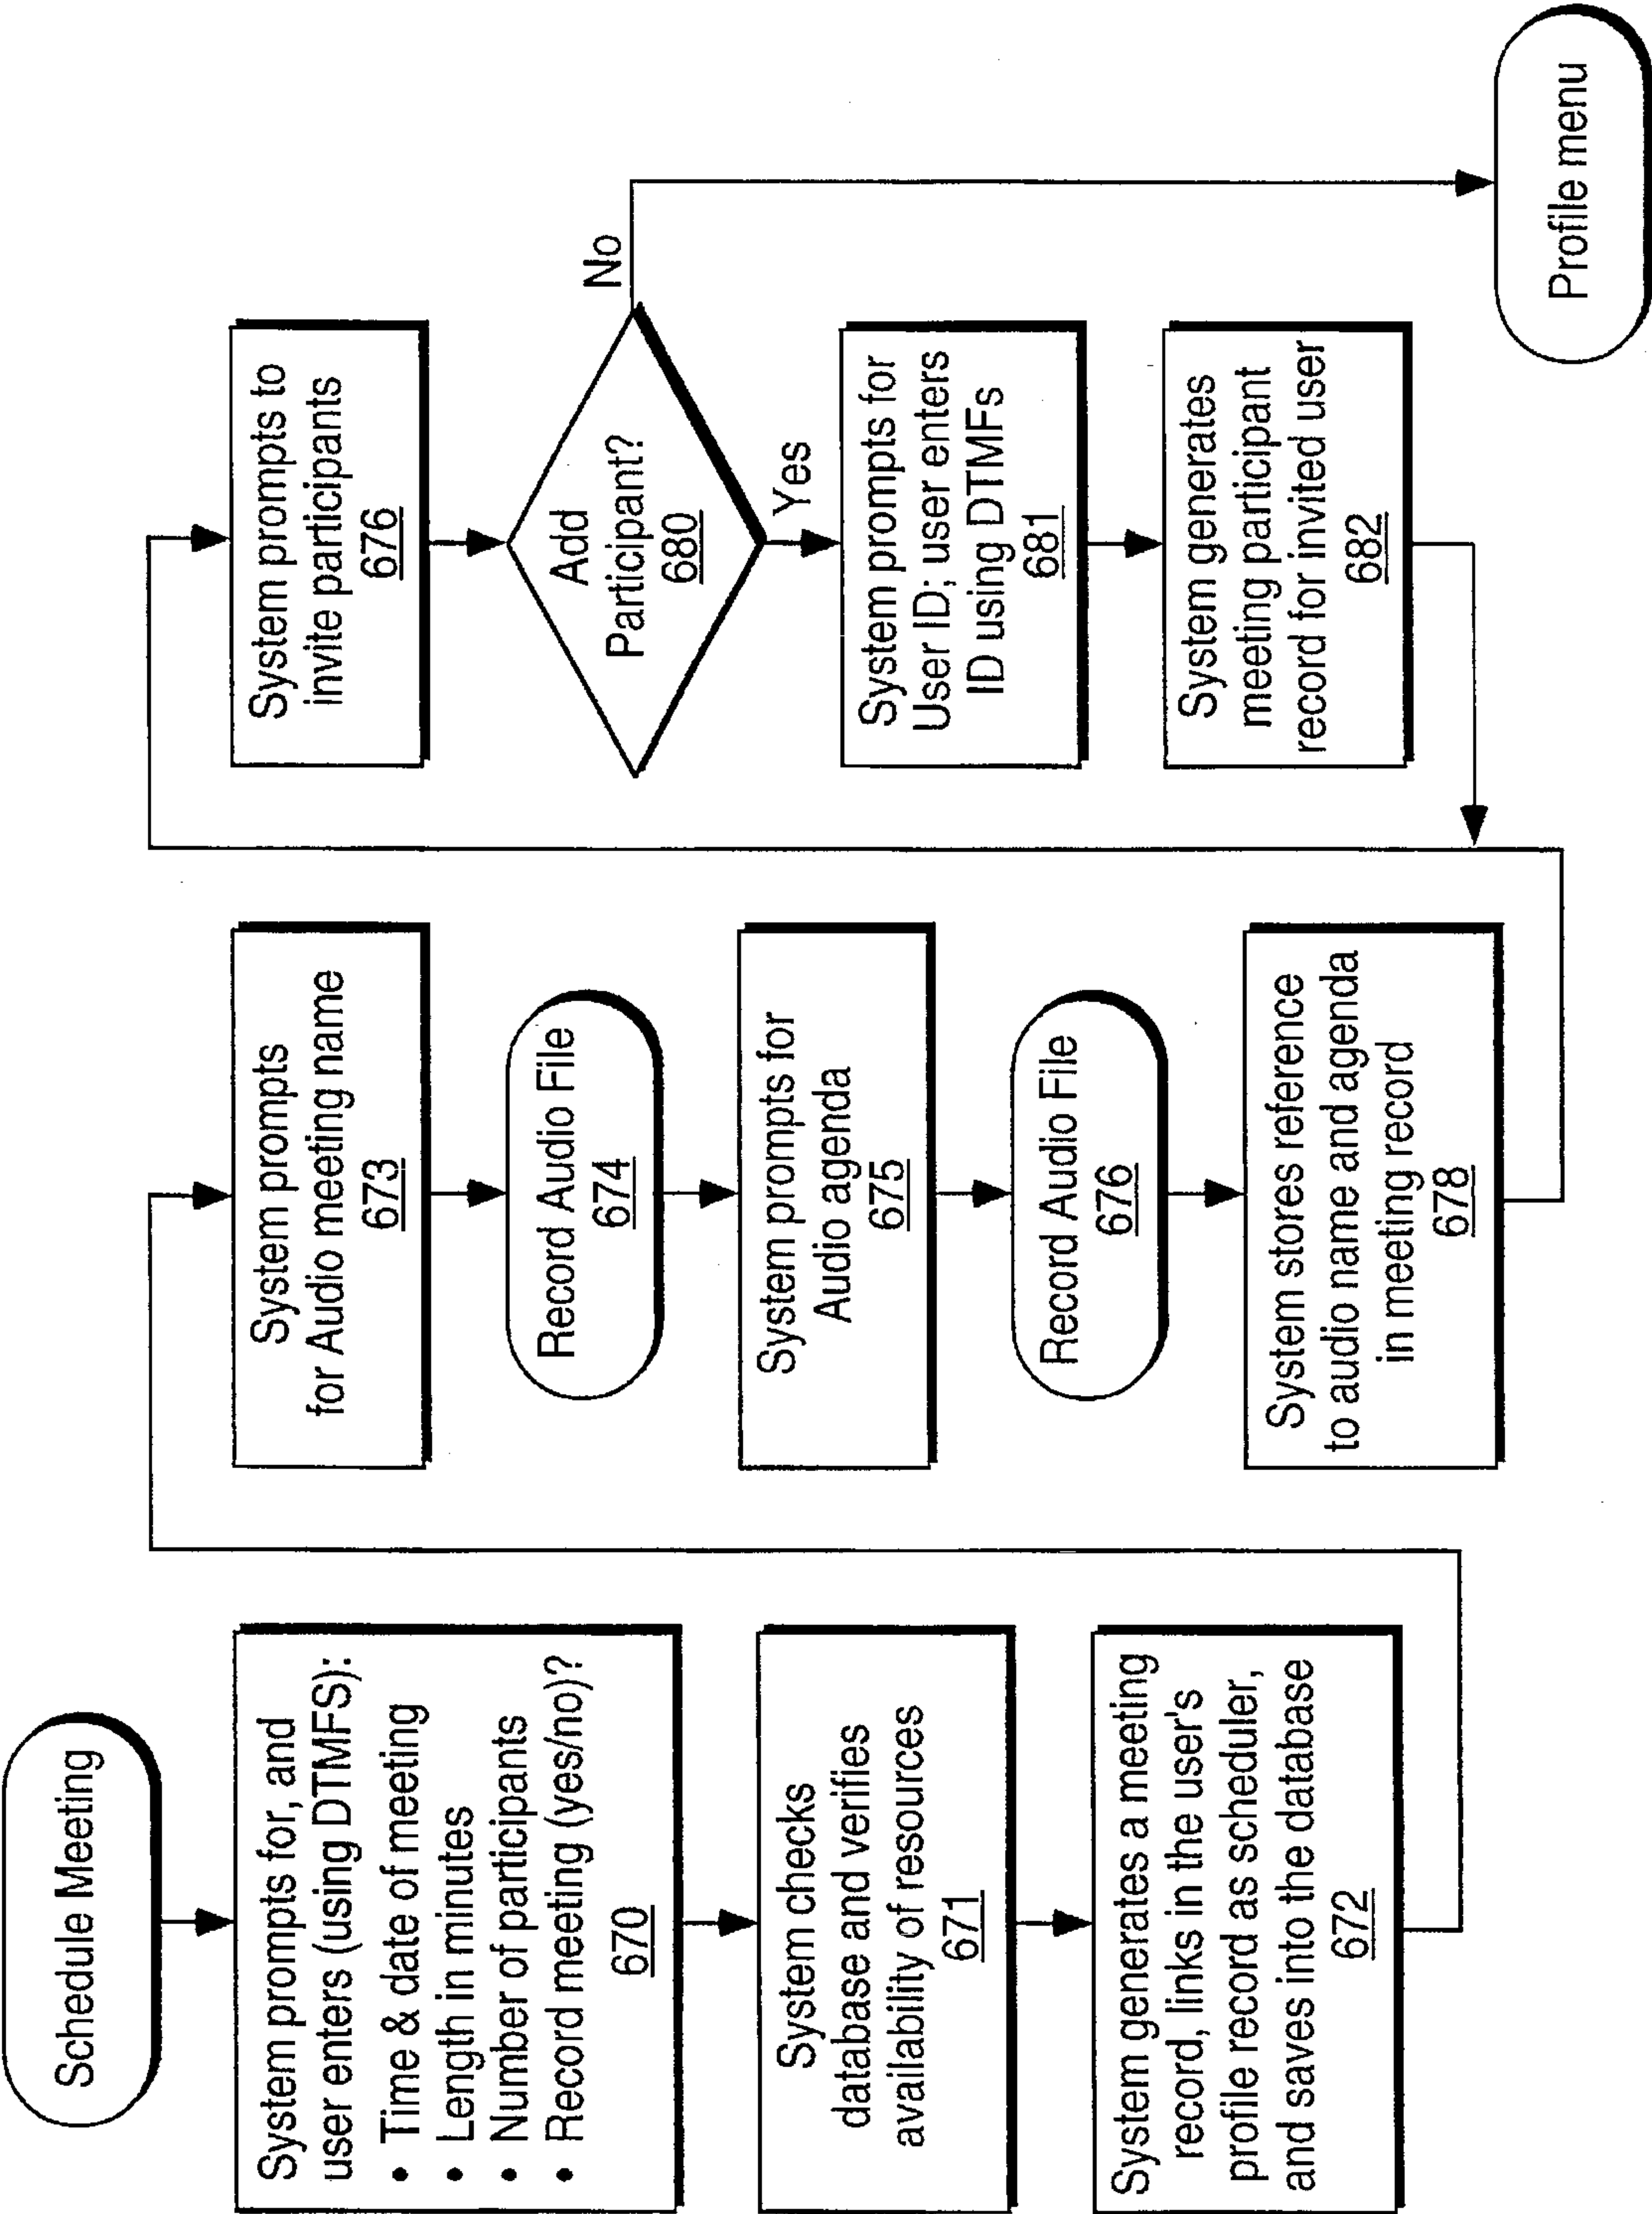 Schedule Meeting
System prompts for, and
user enters (using DTMFS):
• Time & date of meeting
• Length in minutes
• Number of participants
• Record meeting (yes/no)?
670
System checks
database and verifies
availability of resources
671
System generates a meeting
record, links in the user's
profile record as scheduler,
and saves into the database
672
System prompts
for Audio meeting name
673
Record Audio File
674
System prompts for
Audio agenda
675
Record Audio File
676
System stores reference
to audio name and agenda
in meeting record
678
System prompts to
invite participants
676
Add
Participant?
680
No
Yes
System prompts for
User ID; user enters
ID using DTMFs
681
System generates
meeting participant
record for invited user
682
Profile menu